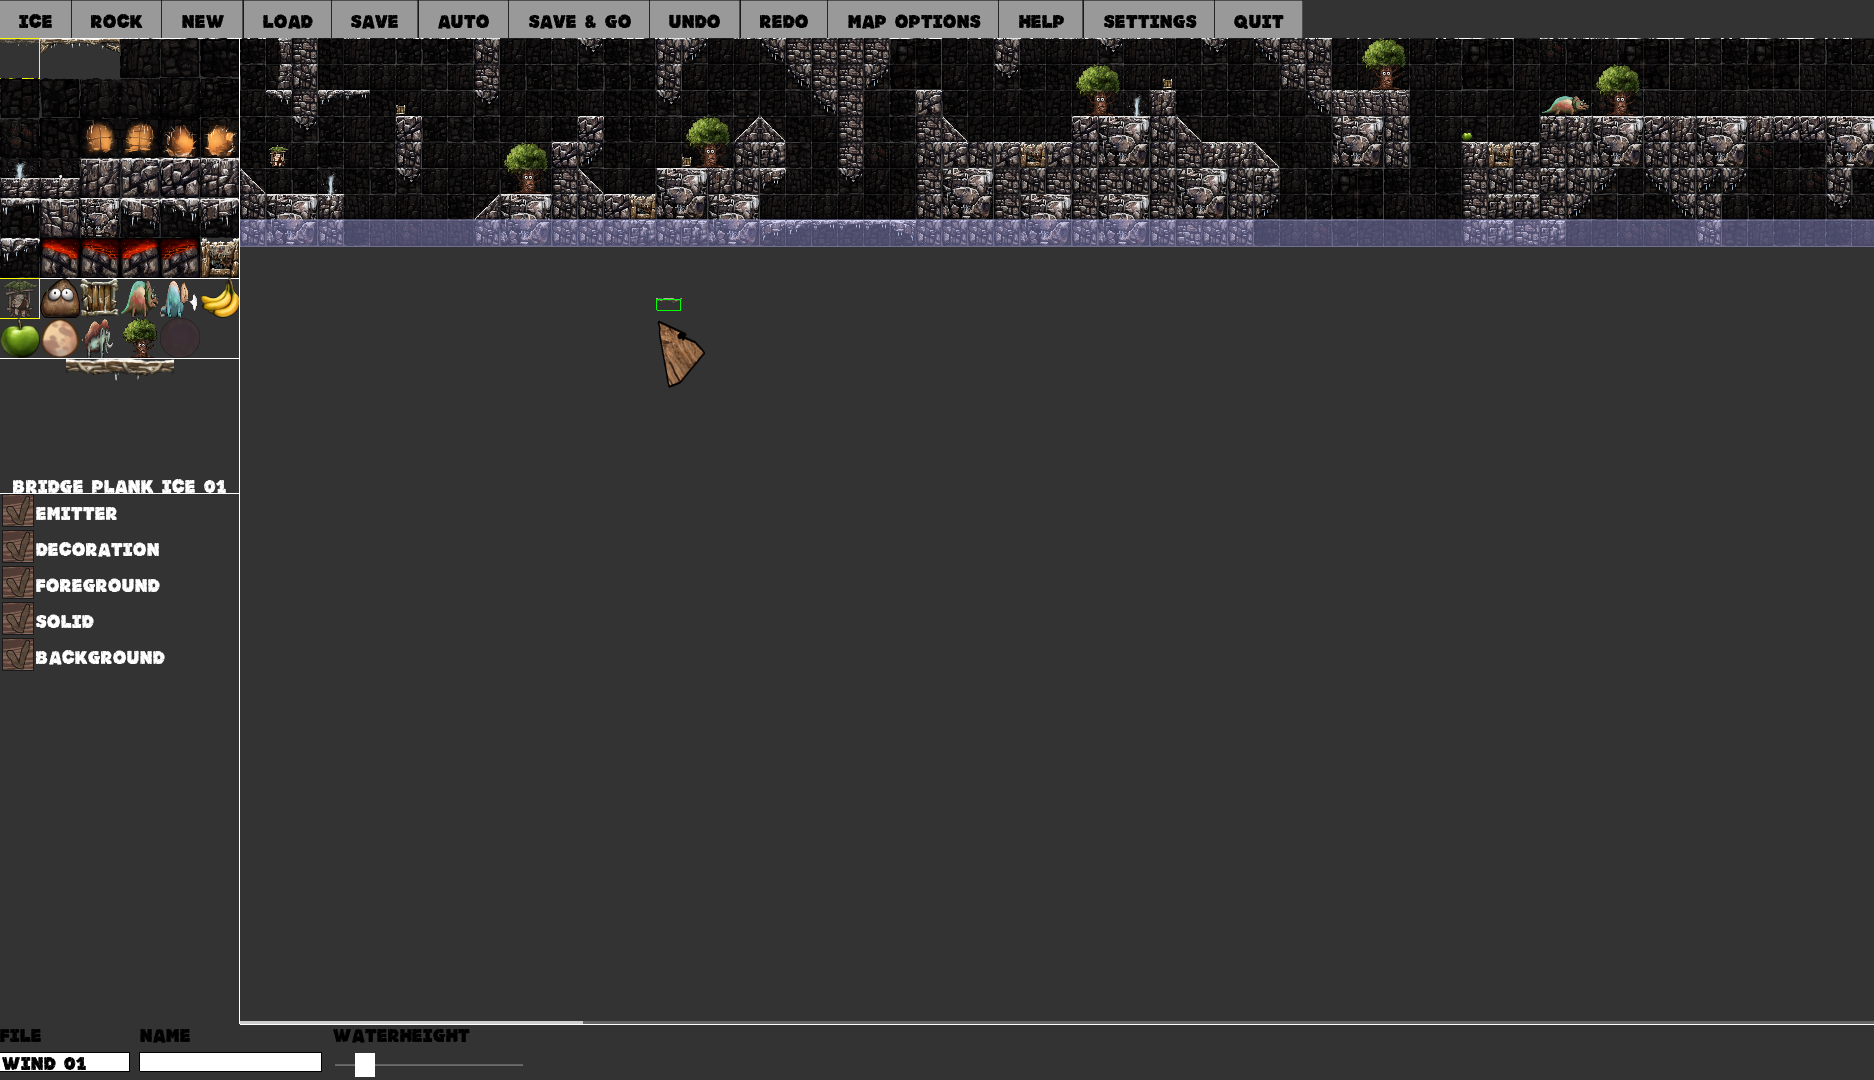 ICE ROCK NEW LOAD SAVE AUTO SAVE & GO UNDO REDO MAP OPTIONS HELP SETTINGS QUIT
BRIDGE PLANK ICE 01
EMITTER
DECORATION
FOREGROUND
SOLID
BACKGROUND
FILE NAME WATERHEIGHT
WIND 01